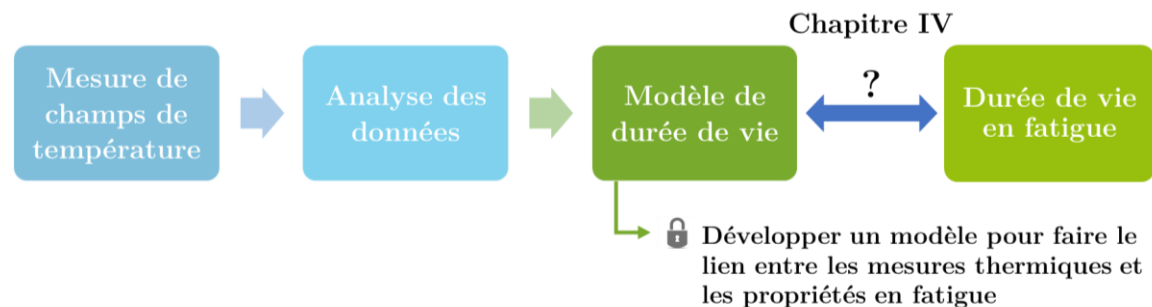 Chapitre IV
Mesure de
champs de
température
Analyse des
données
Modèle de
durée de vie
?
Durée de vie
en fatigue
Développer un modèle pour faire le
lien entre les mesures thermiques et
les propriétés en fatigue